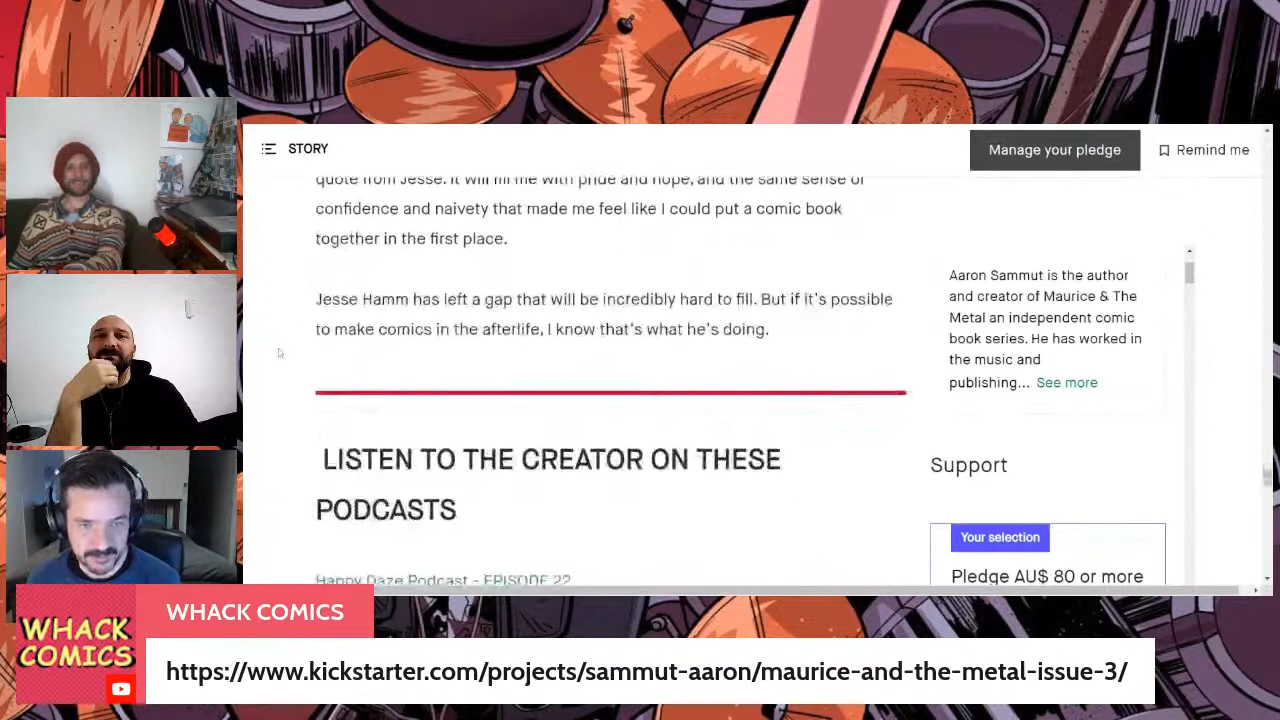 STORY
Manage your pledge
Remind me
quote from Jesse. It will fill me with pride and hope, and the same sense of
confidence and naivety that made me feel like I could put a comic book
together in the first place.
Jesse Hamm has left a gap that will be incredibly hard to fill. But if it's possible
to make comics in the afterlife, I know that's what he's doing.
LISTEN TO THE CREATOR ON THESE
PODCASTS
Happy Daze Podcast - EPISODE 22
Aaron Sammut is the author
and creator of Maurice & The
Metal an independent comic
book series. He has worked in
the music and
publishing... See more
Support
Your selection
Pledge AU$ 80 or more
WHACK
COMICS
WHACK COMICS
https://www.kickstarter.com/projects/sammut-aaron/maurice-and-the-metal-issue-3/